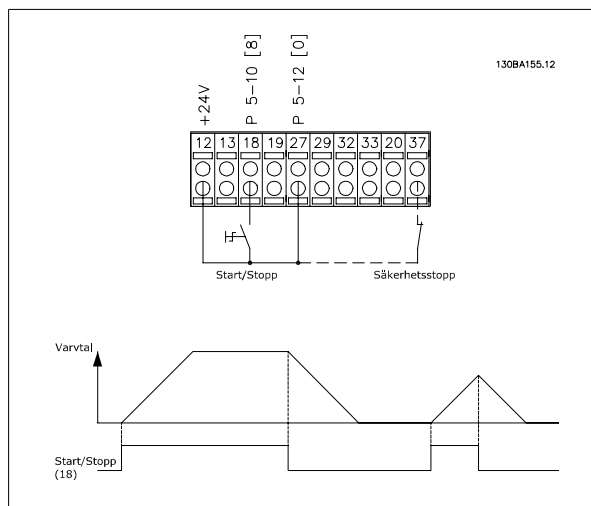 P 5-10 [8]
P 5-12 [0]
+24V
130BA155.12
12 13 18 19 27 29 32 33 20 37
Start/Stopp
Säkerhetsstopp
Varvtal
Start/Stopp
(18)